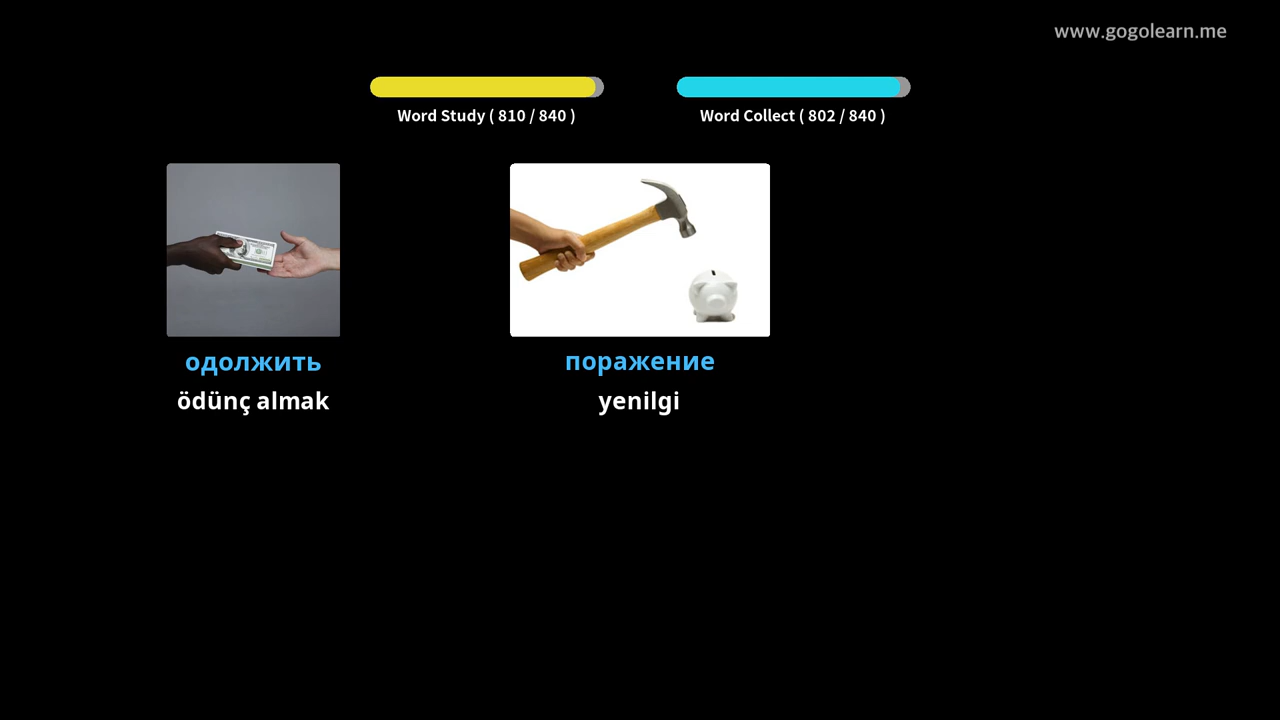 www.gogolearn.me
Word Study ( 810 / 840 )
Word Collect ( 802 / 840 )
одолжить
поражение
ödünç almak
yenilgi